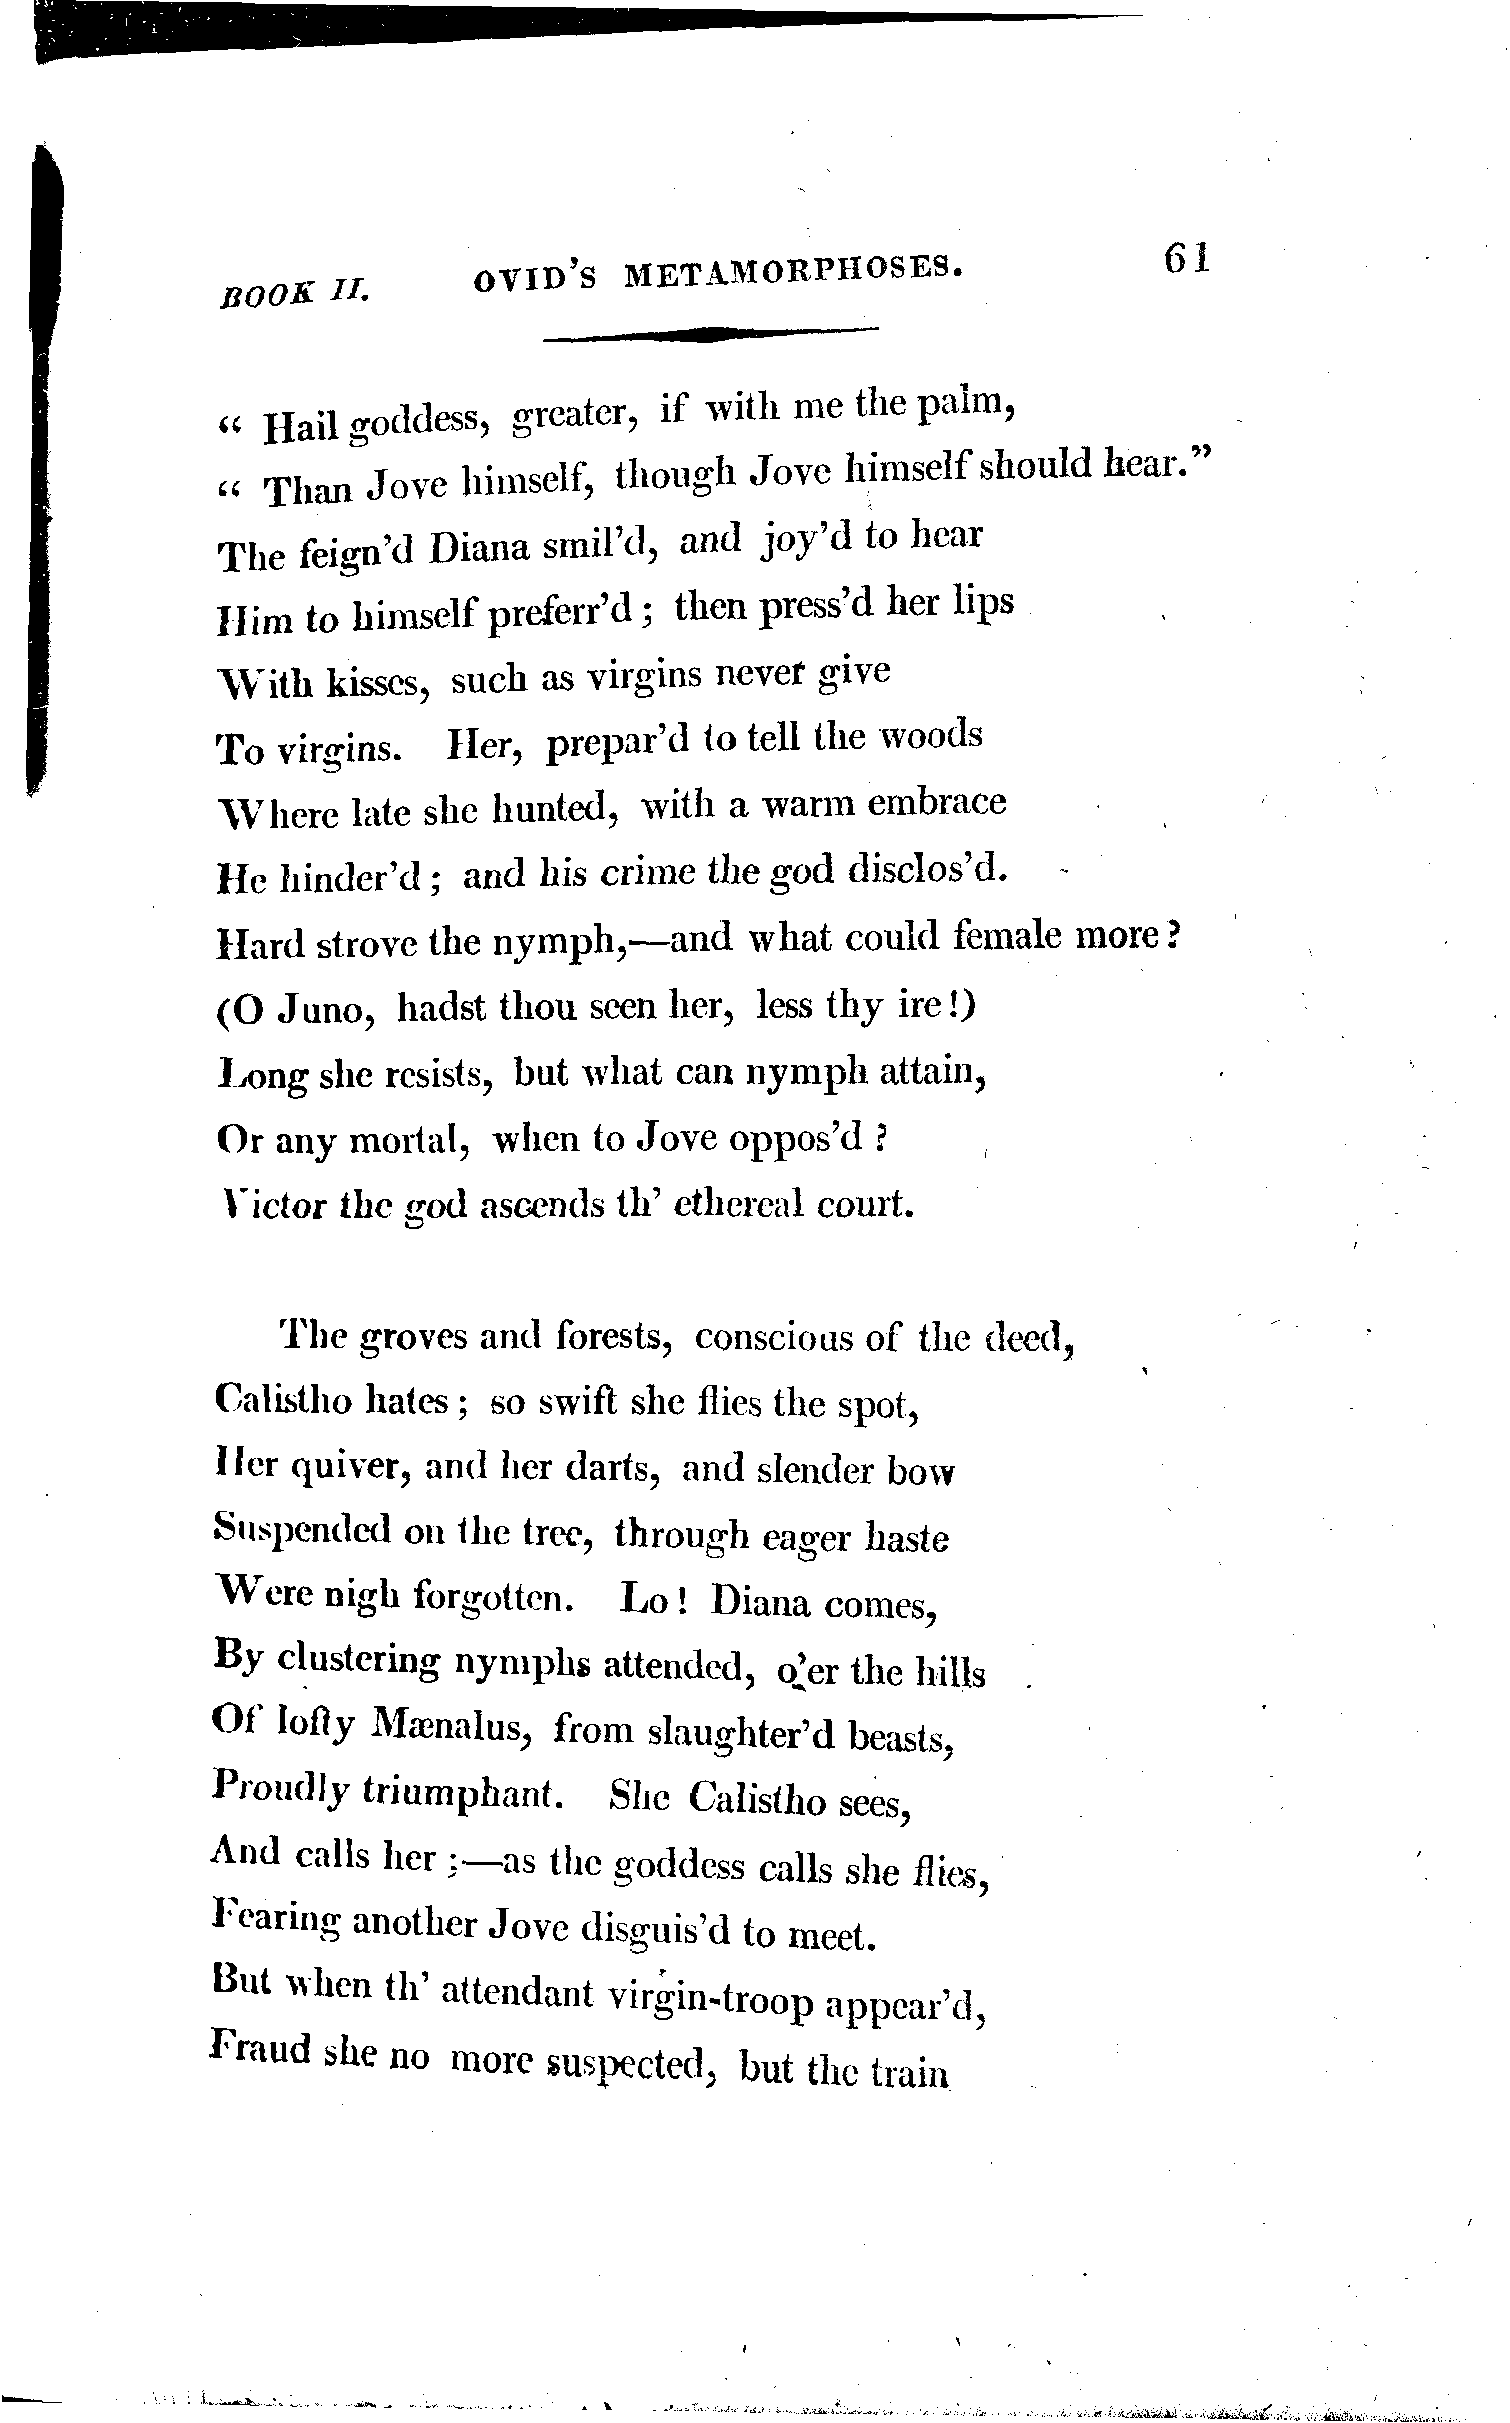 BOOK II. OVID'S METAMORPHOSES. 61
“ Hail goddess, greater, if with me the palm,
“ Than Jove himself, though Jove himself should hear.”
The feign'd Diana smil'd, and joy'd to hear
Him to himself preferr'd ; then press'd her lips
With kisses, such as virgins never give
To virgins. Her, prepar'd to tell the woods
Where late she hunted, with a warm embrace
He hinder'd ; and his crime the god disclos'd.
Hard strove the nymph,—and what could female more ?
(O Juno, hadst thou seen her, less thy ire !)
Long she resists, but what can nymph attain,
Or any mortal, when to Jove oppos'd ?
Victor the god ascends th' ethereal court.
The groves and forests, conscious of the deed,
Calistho hates ; so swift she flies the spot,
Her quiver, and her darts, and slender bow
Suspended on the tree, through eager haste
Were nigh forgotten. Lo ! Diana comes,
By clustering nymphs attended, o'er the hills
Of lofty Mænalus, from slaughter'd beasts,
Proudly triumphant. She Calistho sees,
And calls her ;—as the goddess calls she flies,
Fearing another Jove disguis'd to meet.
But when th' attendant virgin-troop appear'd,
Fraud she no more suspected, but the train